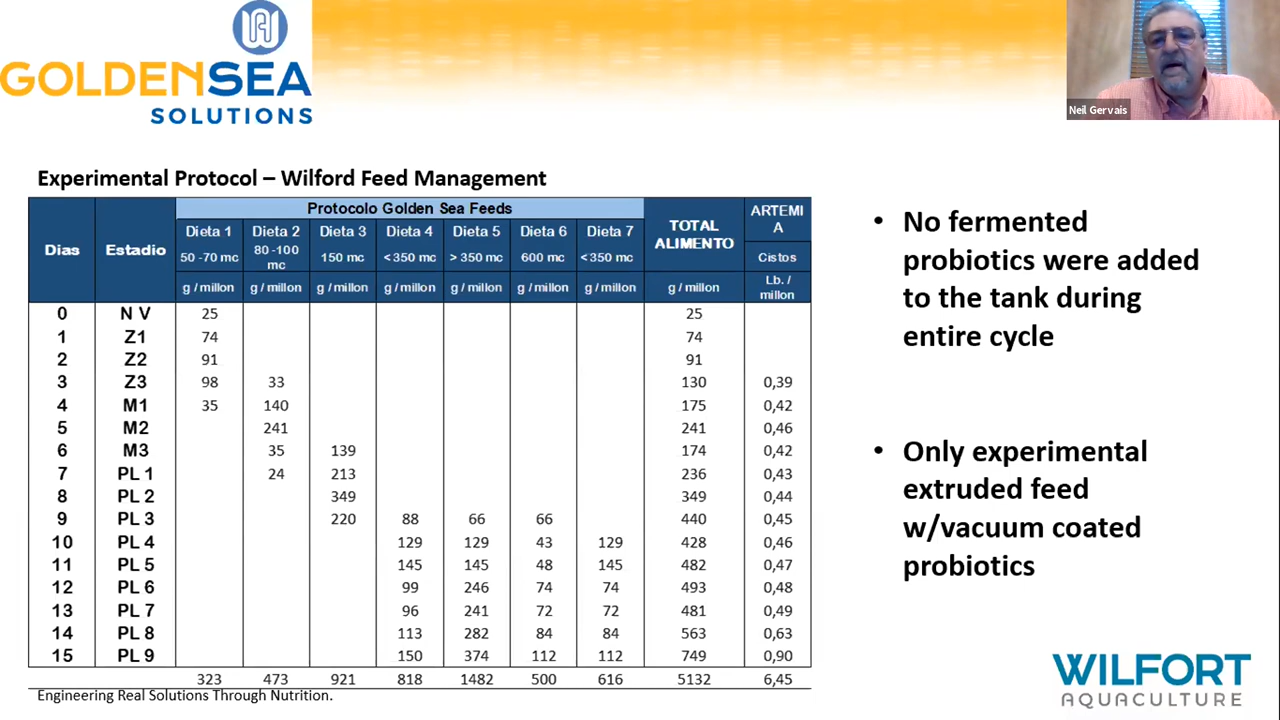 GOLDENSEA
SOLUTIONS
Neil Gervais
Experimental Protocol – Wilford Feed Management
Dias Estadio Protocolo Golden Sea Feeds TOTAL ALIMENTO ARTEMI A
Dieta 1 Dieta 2 Dieta 3 Dieta 4 Dieta 5 Dieta 6 Dieta 7
50 -70 mc 80 -100 mc 150 mc < 350 mc > 350 mc 600 mc < 350 mc Cistos
g / millon g / millon g / millon g / millon g / millon g / millon g / millon g / millon Lb. / millon
0 N V 25 25
1 Z1 74 74
2 Z2 91 91
3 Z3 98 33 130 0,39
4 M1 35 140 175 0,42
5 M2 241 241 0,46
6 M3 35 139 174 0,42
7 PL 1 24 213 236 0,43
8 PL 2 349 349 0,44
9 PL 3 220 88 66 66 440 0,45
10 PL 4 129 129 43 129 428 0,46
11 PL 5 145 145 48 145 482 0,47
12 PL 6 99 246 74 74 493 0,48
13 PL 7 96 241 72 72 481 0,49
14 PL 8 113 282 84 84 563 0,63
15 PL 9 150 374 112 112 749 0,90
323 473 921 818 1482 500 616 5132 6,45
Engineering Real Solutions Through Nutrition.
• No fermented
probiotics were added
to the tank during
entire cycle
• Only experimental
extruded feed
w/vacuum coated
probiotics
WILFORT
AQUACULTURE